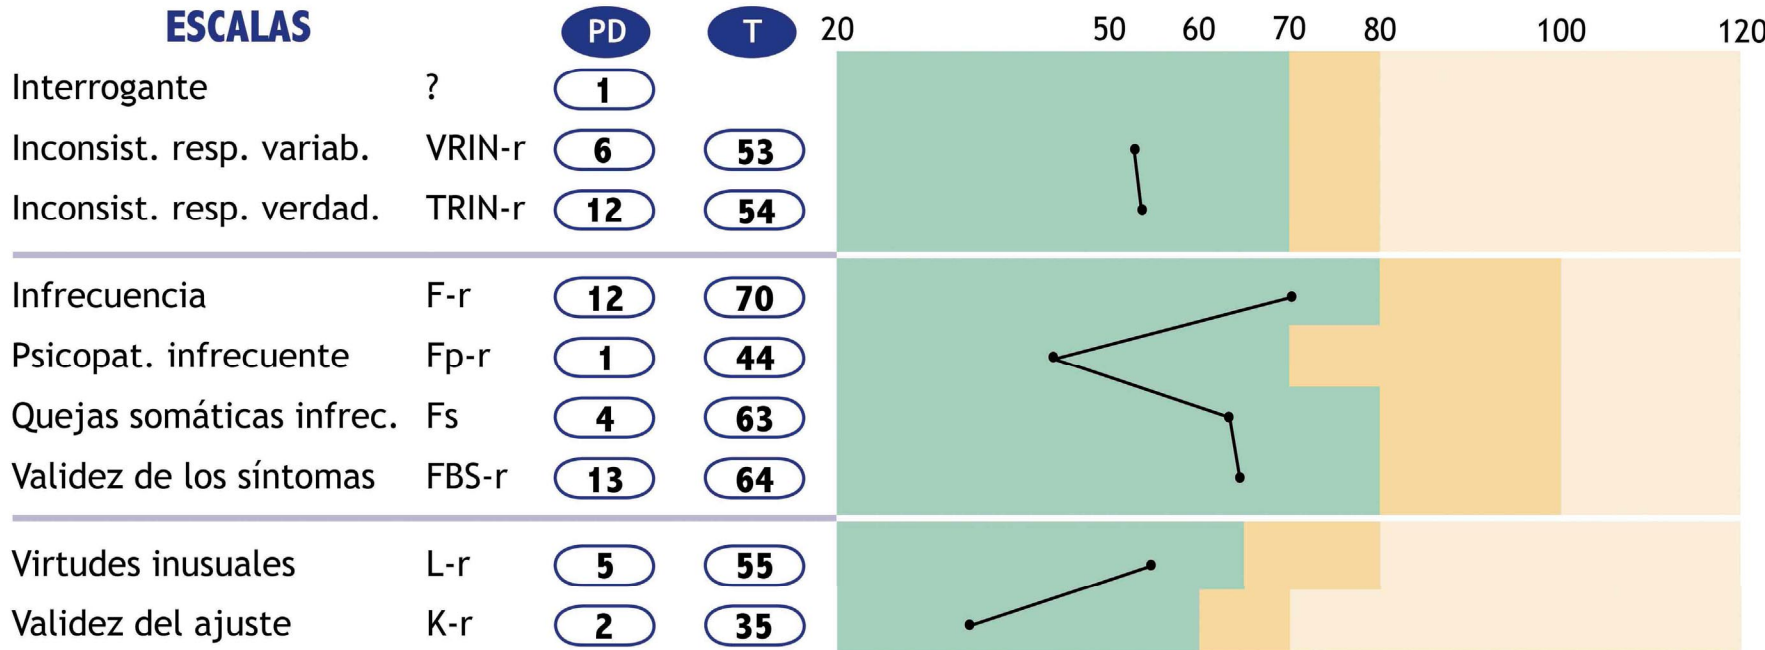 ESCALAS PD T 20 50 60 70 80 100 120
Interrogante ? 1
Inconsist. resp. variab. VRIN-r 6 53
Inconsist. resp. verdad. TRIN-r 12 54
Infrecuencia F-r 12 70
Psicopat. infrecuente Fp-r 1 44
Quejas somáticas infrec. Fs 4 63
Validez de los síntomas FBS-r 13 64
Virtudes inusuales L-r 5 55
Validez del ajuste K-r 2 35